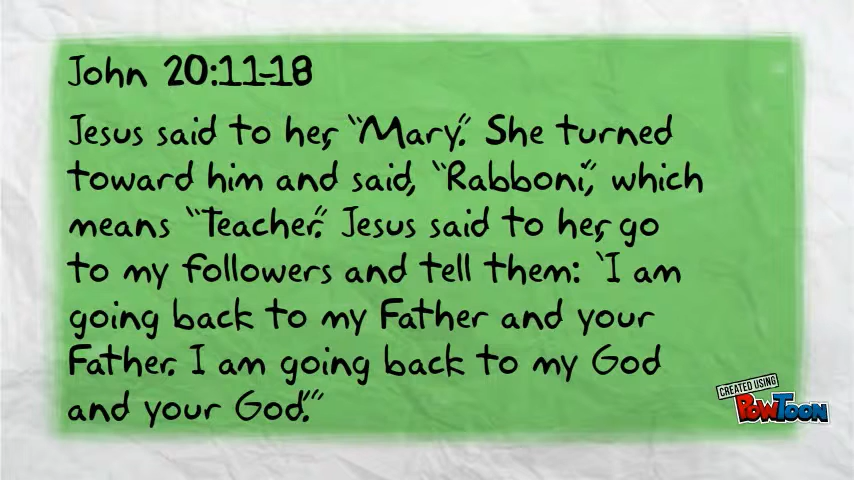 John 20:11-18
Jesus said to her, “Mary.” She turned
toward him and said, “Rabboni,” which
means “Teacher.” Jesus said to her, go
to my followers and tell them: ‘I am
going back to my Father and your
Father. I am going back to my God
and your God.’”
CREATED USING
POWTOON